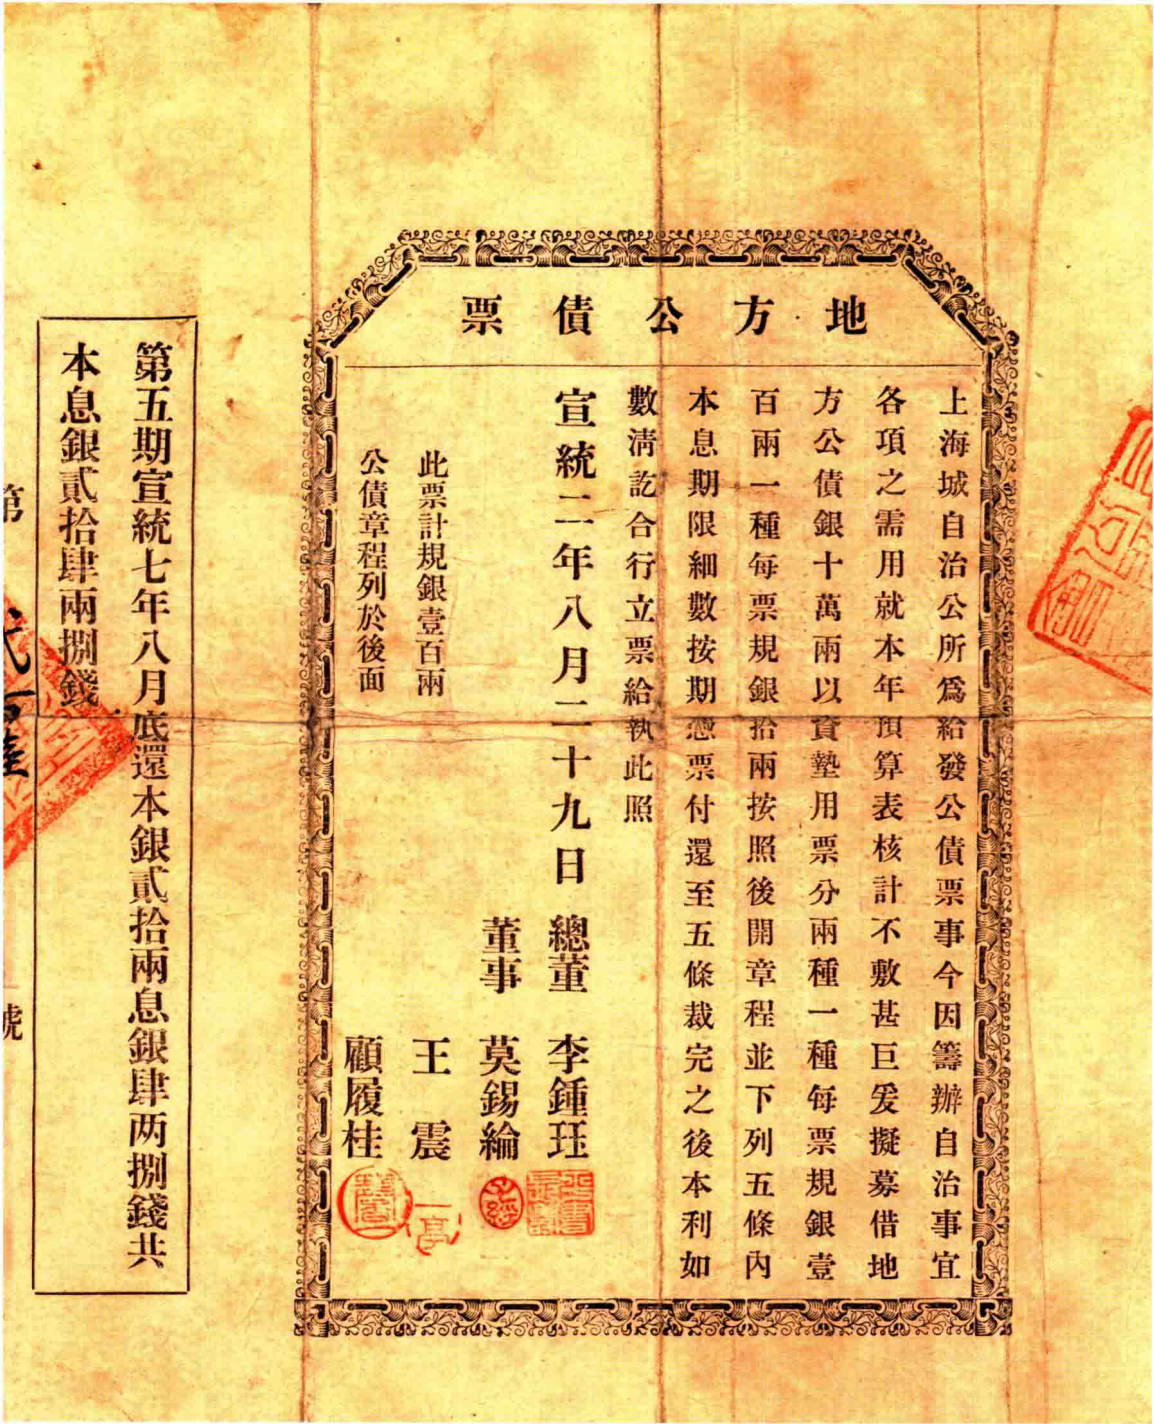 地方公債票
上海城自治公所爲給發公債票事今因籌辦自治事宜
各項之需用就本年預算表核計不敷甚巨爰擬募借地
方公債銀十萬兩以資墊用票分兩種一種每票規銀壹
百兩一種每票規銀拾兩按照後開章程並下列五條內
本息期限細數按期憑票付還至五條裁完之後本利如
數清訖合行立票給執此照
宣統二年八月二十九日
總董 李鍾珏
董事 莫錫綸
王震
顧履桂
此票計規銀壹百兩
公債章程列於後面
第五期宣統七年八月底還本銀貳拾兩息銀肆两捌錢共
本息銀貳拾肆兩捌錢
第
號